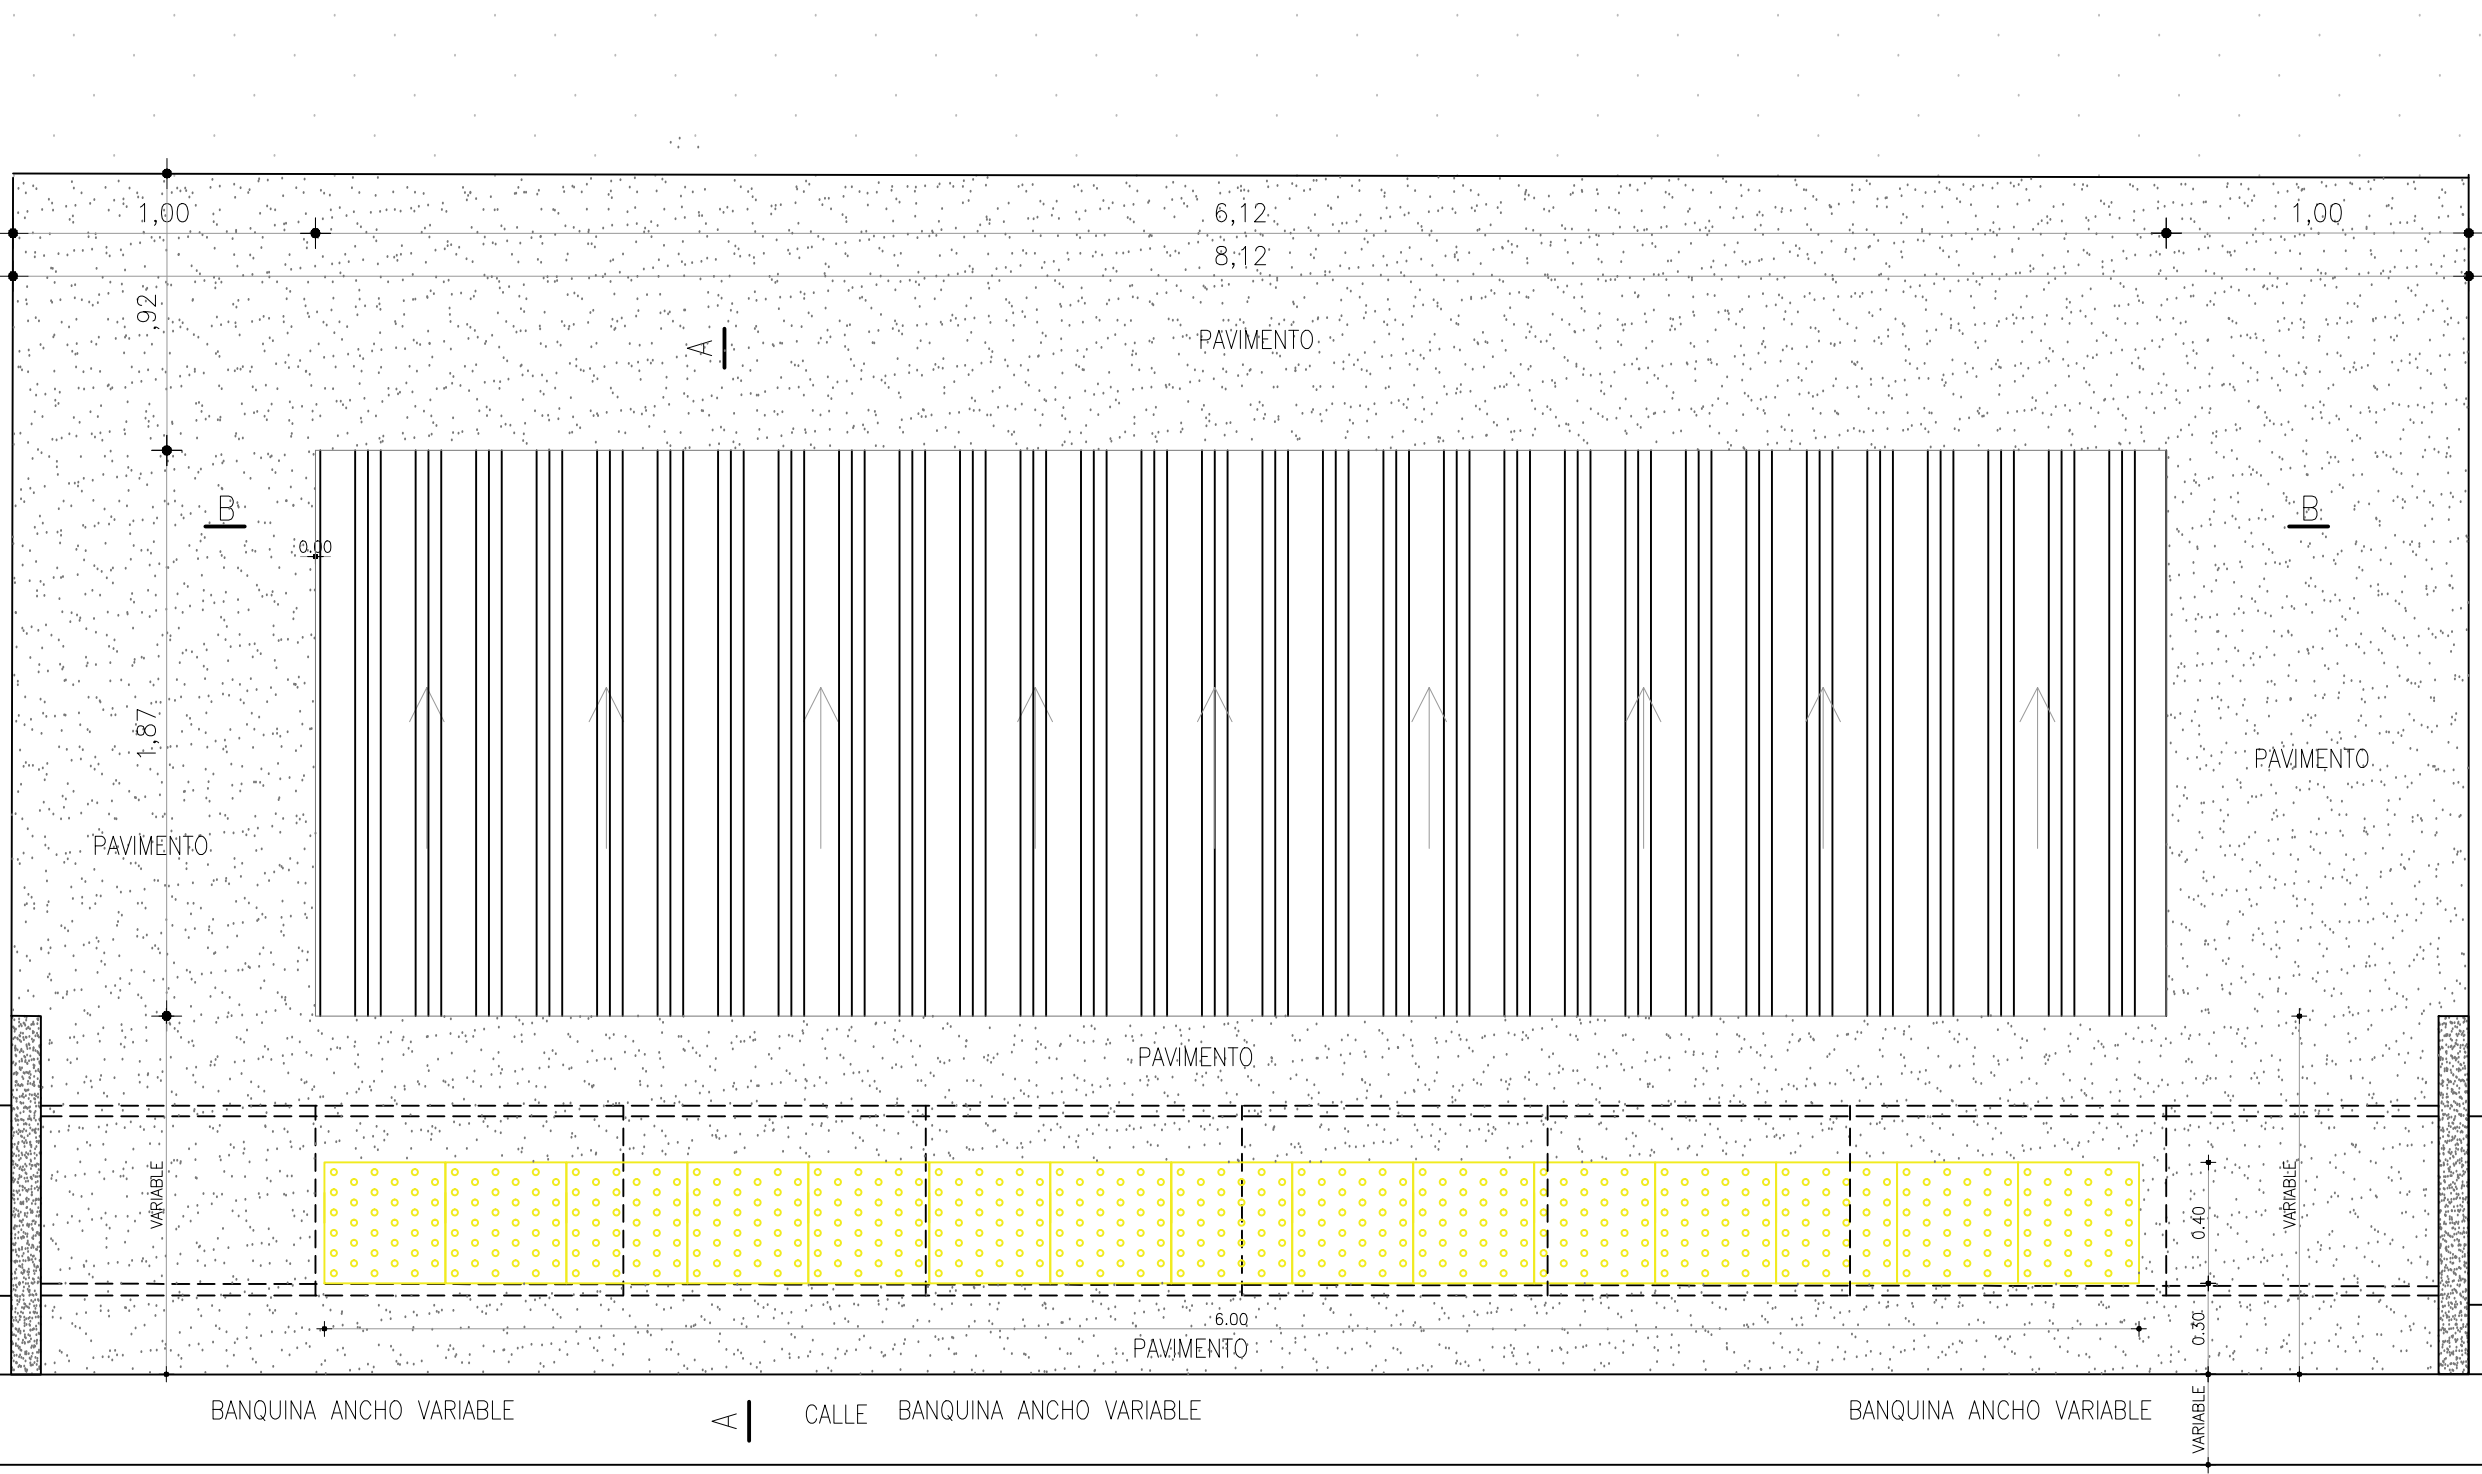 1,00
6,12
1,00
8,12
,92
A
PAVIMENTO
B
B
0.00
1,87
PAVIMENTO
PAVIMENTO
PAVIMENTO
VARIABLE
VARIABLE
0.40
6.00
0.30
PAVIMENTO
BANQUINA ANCHO VARIABLE
A
CALLE
BANQUINA ANCHO VARIABLE
BANQUINA ANCHO VARIABLE
VARIABLE